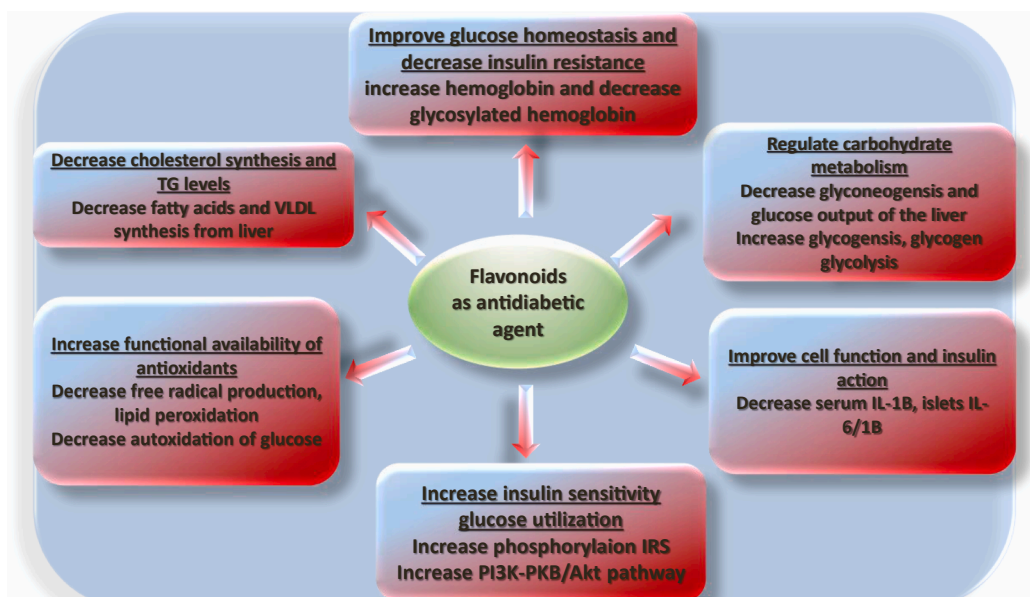 Improve glucose homeostasis and
decrease insulin resistance
increase hemoglobin and decrease
glycosylated hemoglobin
Decrease cholesterol synthesis and
TG levels
Decrease fatty acids and VLDL
synthesis from liver
Regulate carbohydrate
metabolism
Decrease glyconeogensis and
glucose output of the liver
Increase glycogensis, glycogen
glycolysis
Flavonoids
as antidiabetic
agent
Increase functional availability of
antioxidants
Decrease free radical production,
lipid peroxidation
Decrease autoxidation of glucose
Improve cell function and insulin
action
Decrease serum IL-1B, islets IL-
6/1B
Increase insulin sensitivity
glucose utilization
Increase phosphorylaion IRS
Increase PI3K-PKB/Akt pathway